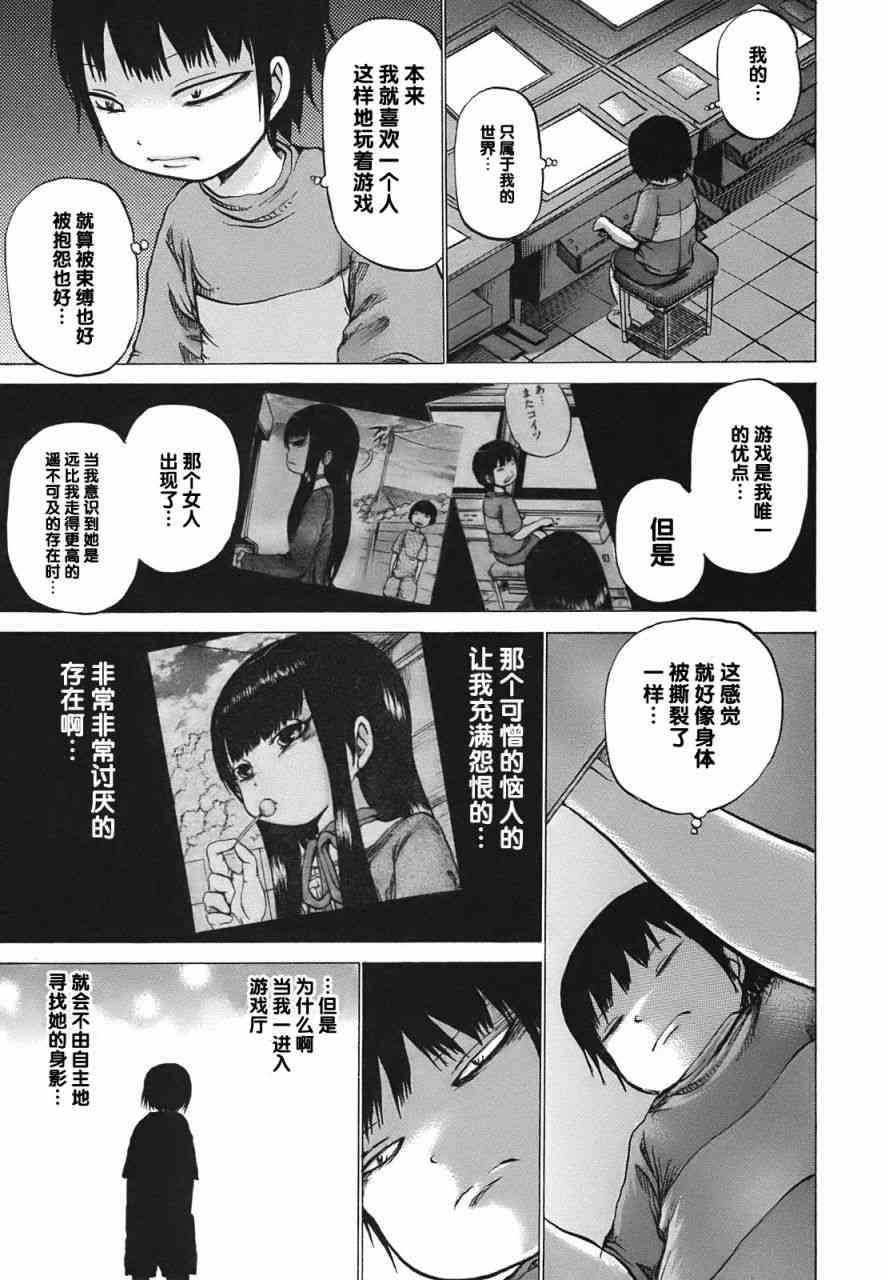 我的…
只属于我的
世界…
本来
我就喜欢一个人
这样地玩着游戏
就算被束缚也好
被抱怨也好…
游戏是我唯一
的优点…
但是
あ…
またコイツ
那个女人
出现了…
当我意识到她是
远比我走得更高的
遥不可及的存在时…
这感觉
就好像身体
被撕裂了
一样…
那个可憎的恼人的
让我充满怨恨的…
非常非常讨厌的
存在啊…
…但是
为什么啊
当我一进入
游戏厅
就会不由自主地
寻找她的身影…